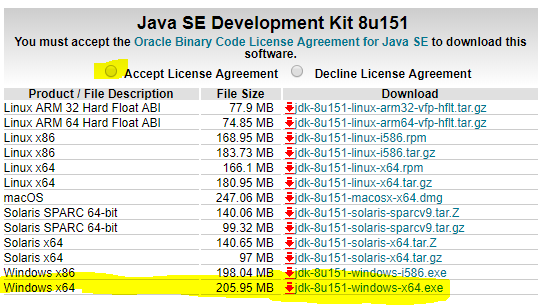 Java SE Development Kit 8u151
You must accept the Oracle Binary Code License Agreement for Java SE to download this
software.
Accept License Agreement Decline License Agreement
Product / File Description File Size Download
Linux ARM 32 Hard Float ABI 77.9 MB jdk-8u151-linux-arm32-vfp-hflt.tar.gz
Linux ARM 64 Hard Float ABI 74.85 MB jdk-8u151-linux-arm64-vfp-hflt.tar.gz
Linux x86 168.95 MB jdk-8u151-linux-i586.rpm
Linux x86 183.73 MB jdk-8u151-linux-i586.tar.gz
Linux x64 166.1 MB jdk-8u151-linux-x64.rpm
Linux x64 180.95 MB jdk-8u151-linux-x64.tar.gz
macOS 247.06 MB jdk-8u151-macosx-x64.dmg
Solaris SPARC 64-bit 140.06 MB jdk-8u151-solaris-sparcv9.tar.Z
Solaris SPARC 64-bit 99.32 MB jdk-8u151-solaris-sparcv9.tar.gz
Solaris x64 140.65 MB jdk-8u151-solaris-x64.tar.Z
Solaris x64 97 MB jdk-8u151-solaris-x64.tar.gz
Windows x86 198.04 MB jdk-8u151-windows-i586.exe
Windows x64 205.95 MB jdk-8u151-windows-x64.exe